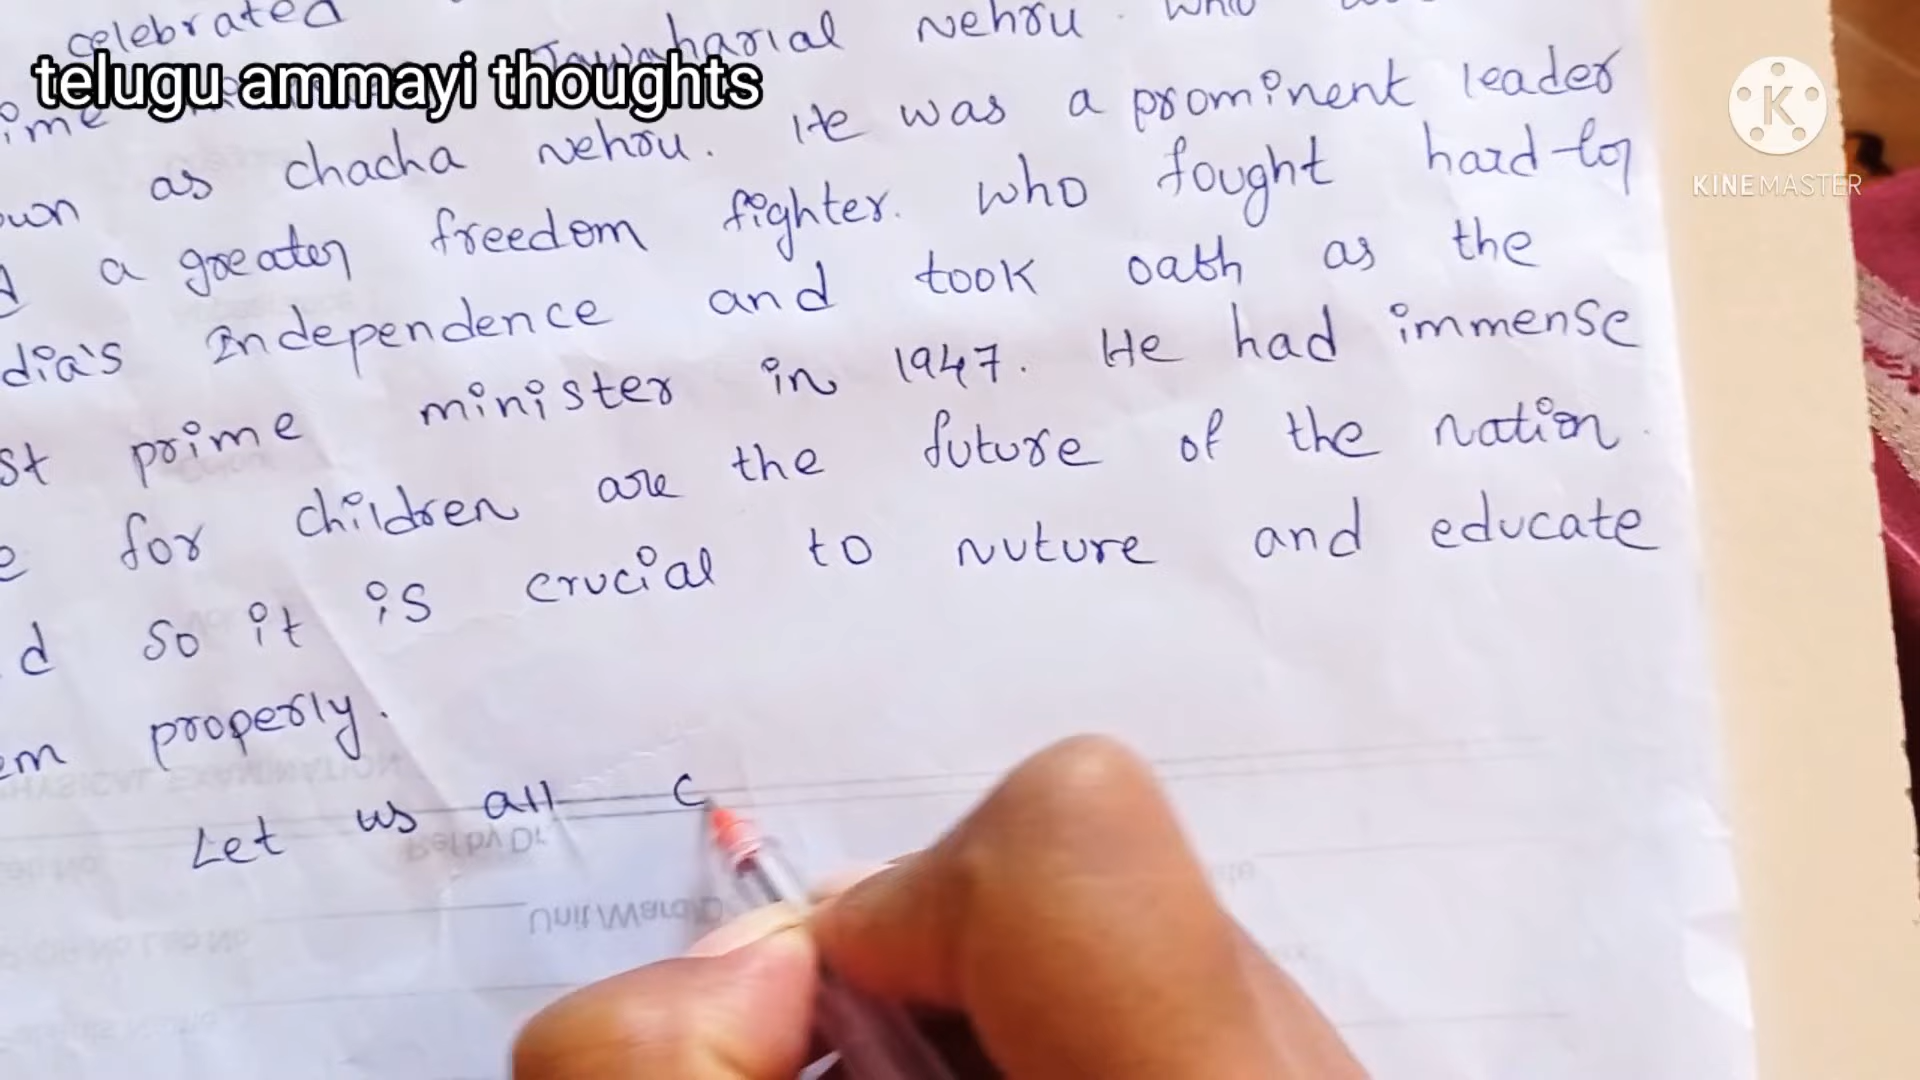 celebrated
Jawaharlal Nehru. Who
telugu ammayi thoughts
as chacha Nehru. He was a prominent leader
a greater freedom fighter. who fought hard for
dia's Independence and took oath as the
st prime minister in 1947. He had immense
for children are the future of the nation.
d so it is crucial to nuture and educate
em properly.
Let us all c
K
KINEMASTER